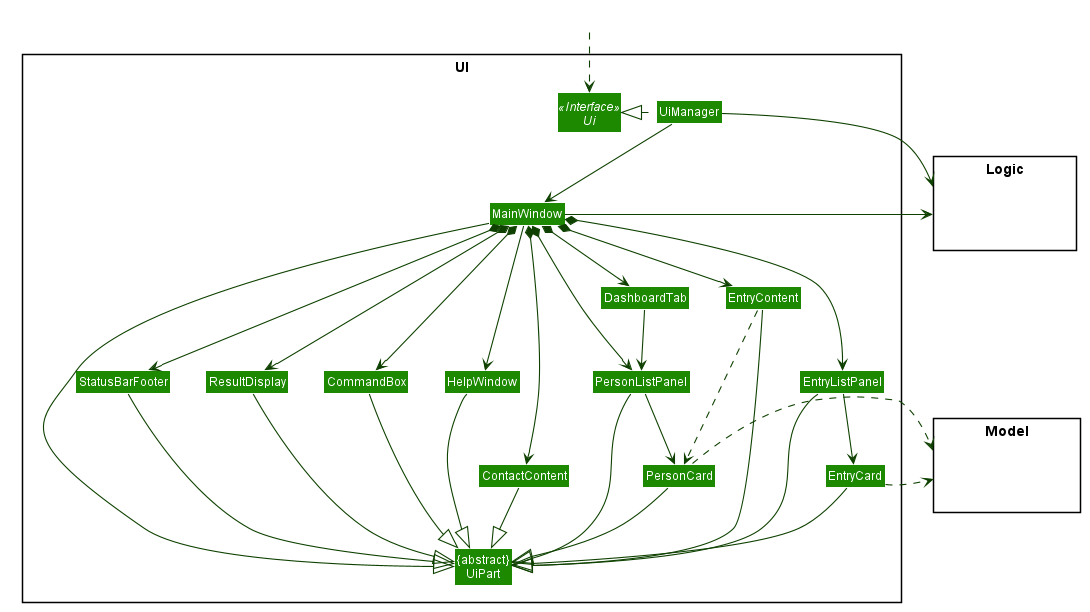 UI
«Interface»
Ui
UiManager
Logic
MainWindow
DashboardTab
EntryContent
StatusBarFooter
ResultDisplay
CommandBox
HelpWindow
PersonListPanel
EntryListPanel
Model
ContactContent
PersonCard
EntryCard
{abstract}
UiPart